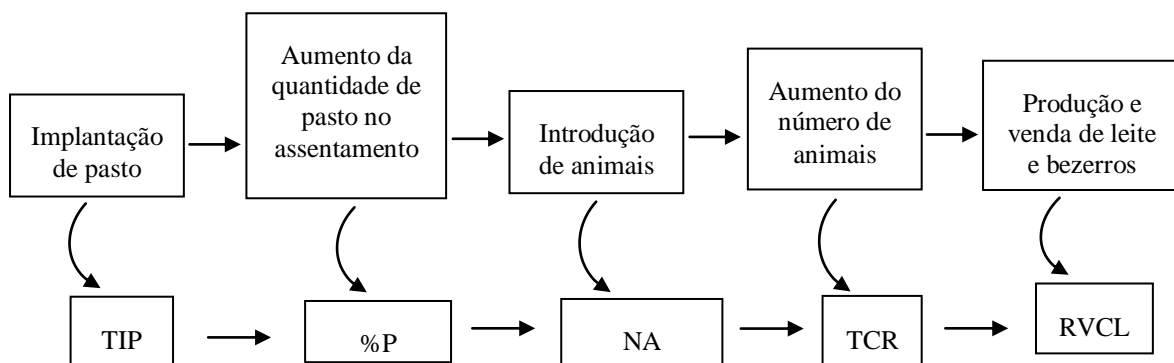 Implantação
de pasto
Aumento da
quantidade de
pasto no
assentamento
Introdução
de animais
Aumento do
número de
animais
Produção e
venda de leite
e bezerros
TIP
%P
NA
TCR
RVCL